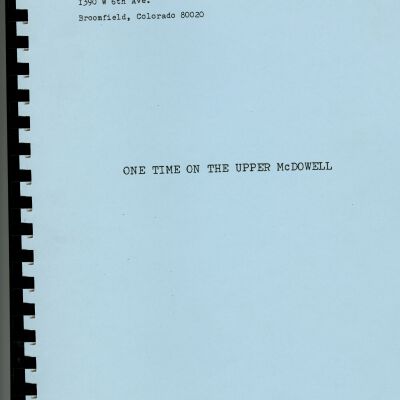 1390 W 6th Ave.
Broomfield, Colorado 80020
ONE TIME ON THE UPPER McDOWELL